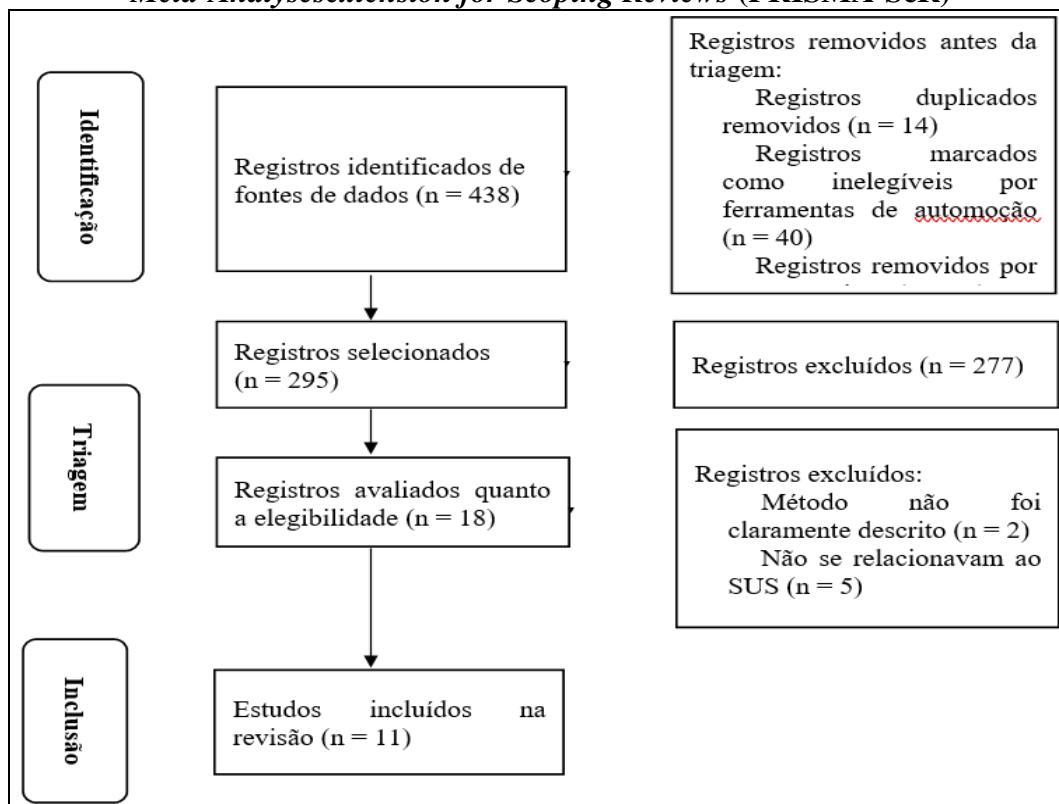 Meta-Analysesextension for Scoping Reviews (PRISMA-ScR)
Identificação
Registros identificados de
fontes de dados (n = 438)
Registros removidos antes da
triagem:
Registros duplicados
removidos (n = 14)
Registros marcados
como inelegíveis por
ferramentas de automoção
(n = 40)
Registros removidos por
Triagem
Registros selecionados
(n = 295)
Registros excluídos (n = 277)
Registros avaliados quanto
a elegibilidade (n = 18)
Registros excluídos:
Método não foi
claramente descrito (n = 2)
Não se relacionavam ao
SUS (n = 5)
Inclusão
Estudos incluídos na
revisão (n = 11)